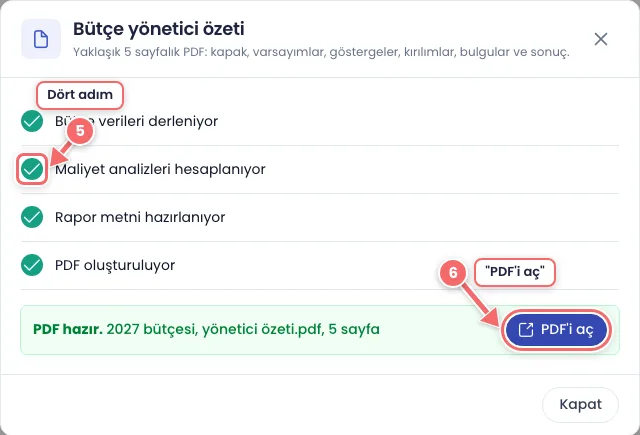 Bütçe yönetici özeti
Yaklaşık 5 sayfalık PDF: kapak, varsayımlar, göstergeler, kırılımlar, bulgular ve sonuç.
Dört adım
verileri derleniyor
5
Maliyet analizleri hesaplanıyor
Rapor metni hazırlanıyor
PDF oluşturuluyor
6
"PDF'i aç"
PDF hazır. 2027 bütçesi, yönetici özeti.pdf, 5 sayfa
PDF'i aç
Kapat